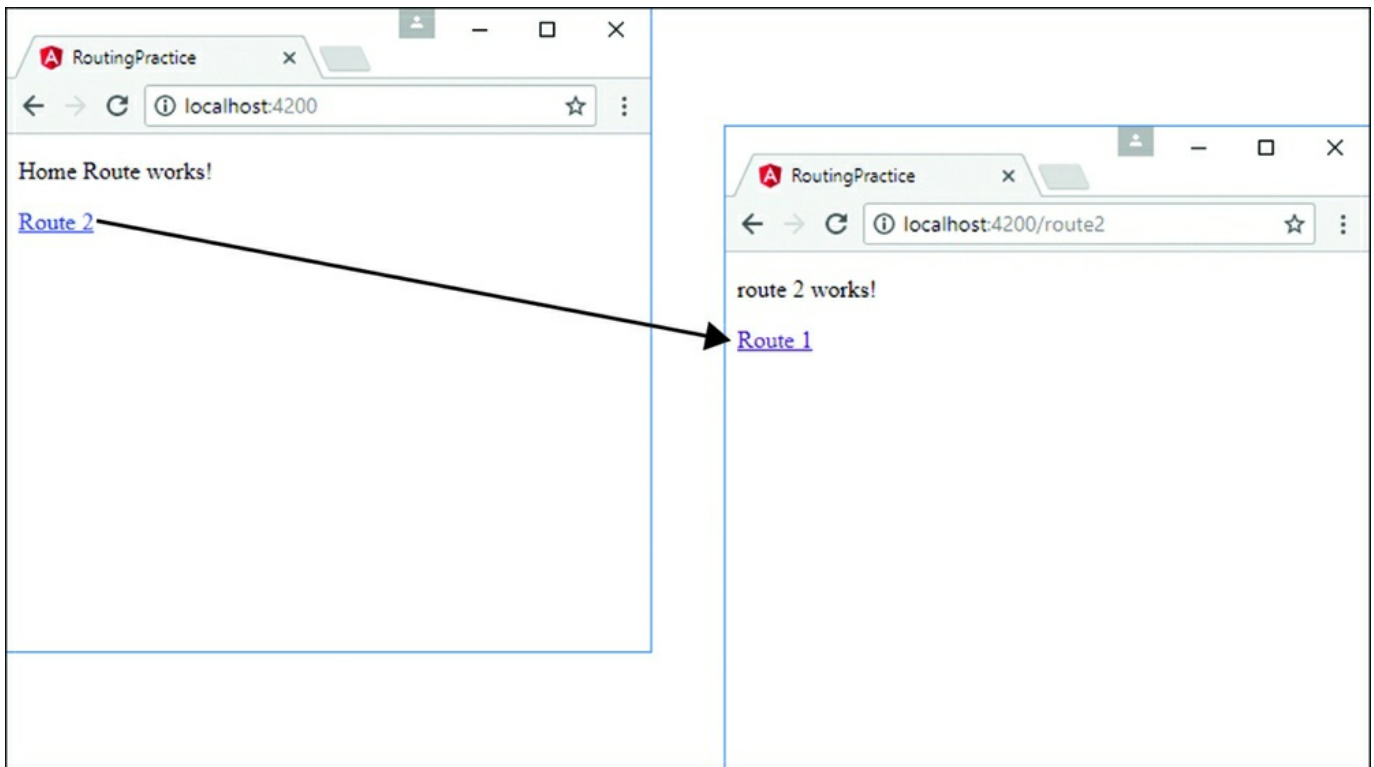 RoutingPractice
localhost:4200
Home Route works!
Route 2
RoutingPractice
localhost:4200/route2
route 2 works!
Route 1